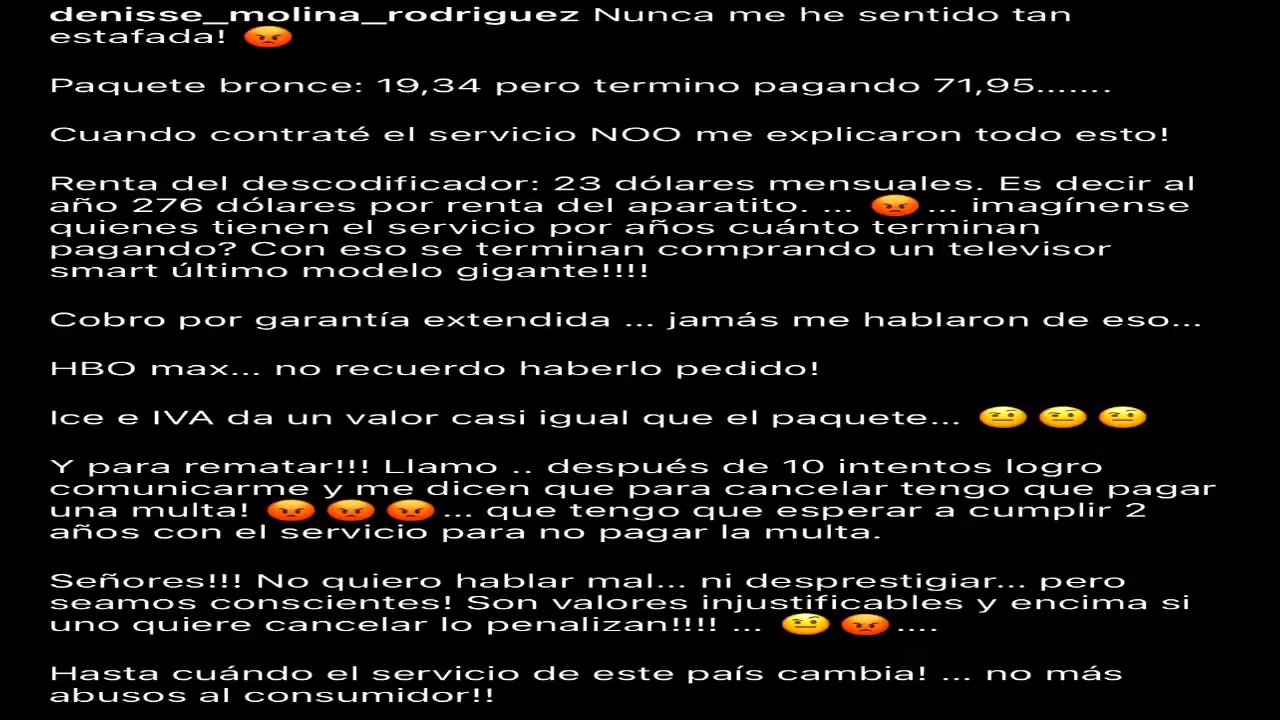 denisse_molina_rodriguez Nunca me he sentido tan
estafada! 😡
Paquete bronce: 19,34 pero termino pagando 71,95.......
Cuando contraté el servicio NOO me explicaron todo esto!
Renta del descodificador: 23 dólares mensuales. Es decir al
año 276 dólares por renta del aparatito. ... 😡 ... imagínense
quienes tienen el servicio por años cuánto terminan
pagando? Con eso se terminan comprando un televisor
smart último modelo gigante!!!!
Cobro por garantía extendida ... jamás me hablaron de eso...
HBO max... no recuerdo haberlo pedido!
Ice e IVA da un valor casi igual que el paquete... 🤨 🤨 🤨
Y para rematar!!! Llamo .. después de 10 intentos logro
comunicarme y me dicen que para cancelar tengo que pagar
una multa! 😡 😡 😡 ... que tengo que esperar a cumplir 2
años con el servicio para no pagar la multa.
Señores!!! No quiero hablar mal... ni desprestigiar... pero
seamos conscientes! Son valores injustificables y encima si
uno quiere cancelar lo penalizan!!!! ... 🤨 😡 ....
Hasta cuándo el servicio de este país cambia! ... no más
abusos al consumidor!!